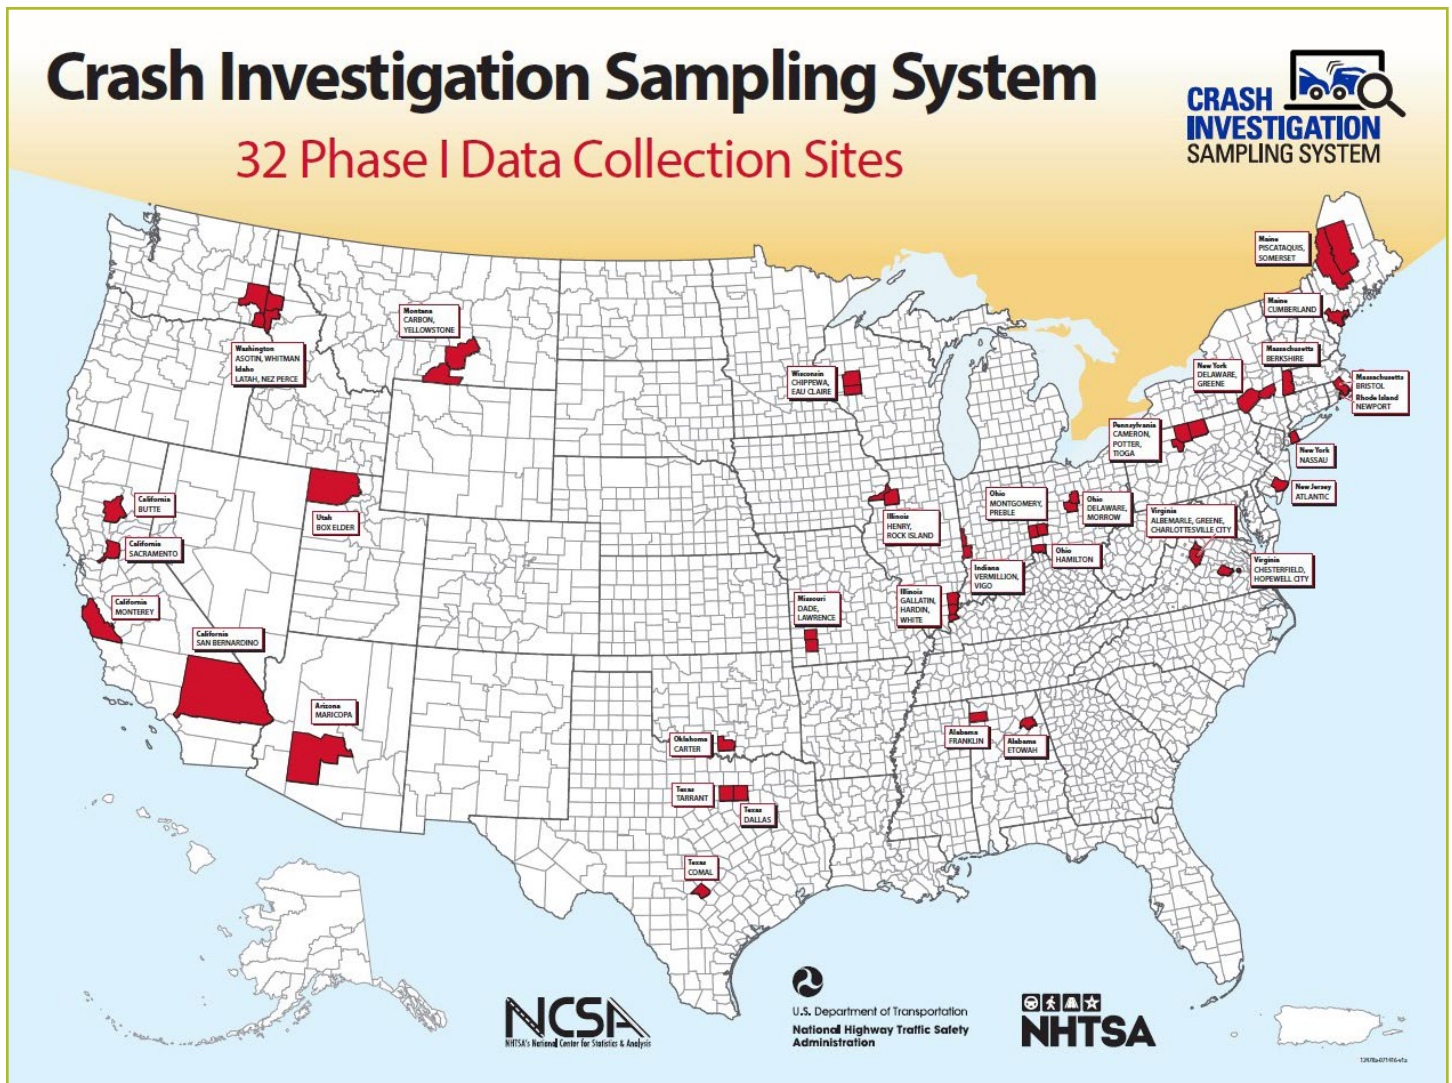 Crash Investigation Sampling System
32 Phase I Data Collection Sites
CRASH
INVESTIGATION
SAMPLING SYSTEM
Maine
PISCATAQUIS,
SOMERSET
Maine
CUMBERLAND
Montana
CARBON,
YELLOWSTONE
Washington
ASOTIN, WHITMAN
Idaho
LATAH, NEZ PERCE
Wisconsin
CHIPPEWA,
EAU CLAIRE
Massachusetts
BERKSHIRE
New York
DELAWARE,
GREENE
Massachusetts
BRISTOL
Rhode Island
NEWPORT
Pennsylvania
CAMERON,
POTTER,
TIOGA
New York
NASSAU
New Jersey
ATLANTIC
California
BUTTE
Utah
BOX ELDER
California
SACRAMENTO
Illinois
HENRY,
ROCK ISLAND
Ohio
MONTGOMERY,
PREBLE
Ohio
DELAWARE,
MORROW
Virginia
ALBEMARLE, GREENE,
CHARLOTTESVILLE CITY
Ohio
HAMILTON
Virginia
CHESTERFIELD,
HOPEWELL CITY
Indiana
VERMILLION,
VIGO
California
MONTEREY
Missouri
DADE,
LAWRENCE
Illinois
GALLATIN,
HARDIN,
WHITE
California
SAN BERNARDINO
Arizona
MARICOPA
Oklahoma
CARTER
Alabama
FRANKLIN
Alabama
ETOWAH
Texas
TARRANT
Texas
DALLAS
Texas
COMAL
NCSA
NHTSA's National Center for Statistics & Analysis
U.S. Department of Transportation
National Highway Traffic Safety
Administration
NHTSA